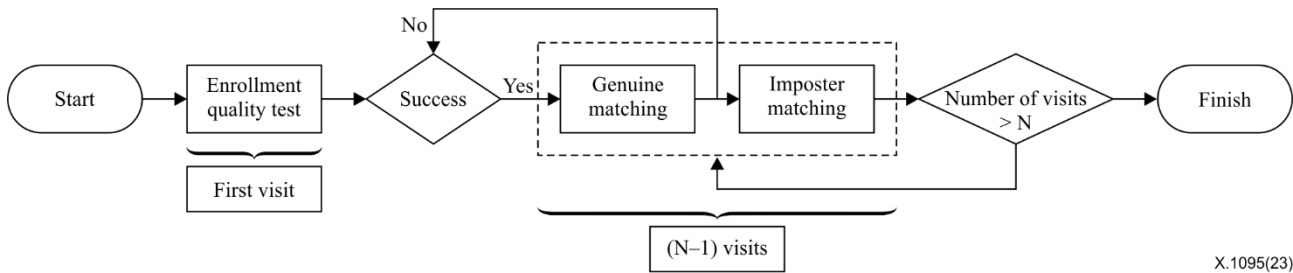 No
Start
Enrollment
quality test
Success
Yes
Genuine
matching
Imposter
matching
Number of visits
> N
Finish
First visit
(N–1) visits
X.1095(23)